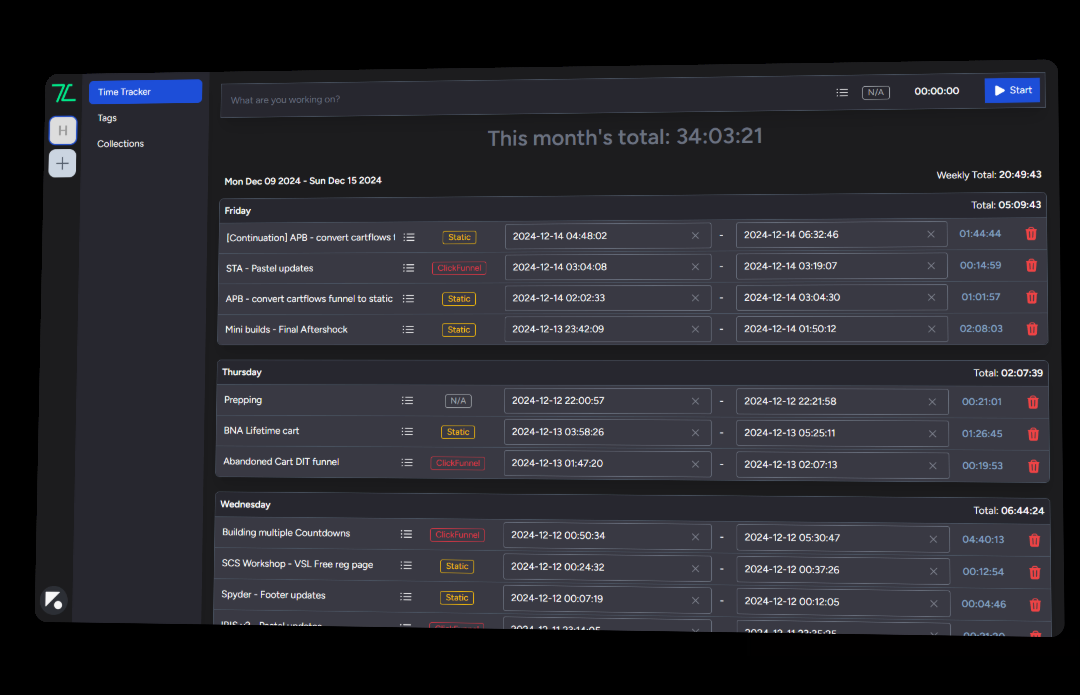 Time Tracker
Tags
Collections
H
What are you working on?
N/A
00:00:00
Start
This month's total: 34:03:21
Mon Dec 09 2024 - Sun Dec 15 2024
Weekly Total: 20:49:43
Friday
Total: 05:09:43
[Continuation] APB - convert cartflows Static 2024-12-14 04:48:02 - 2024-12-14 06:32:46 01:44:44
STA - Pastel updates ClickFunnel 2024-12-14 03:04:08 - 2024-12-14 03:19:07 00:14:59
APB - convert cartflows funnel to static Static 2024-12-14 02:02:33 - 2024-12-14 03:04:30 01:01:57
Mini builds - Final Aftershock Static 2024-12-13 23:42:09 - 2024-12-14 01:50:12 02:08:03
Thursday
Total: 02:07:39
Prepping N/A 2024-12-12 22:00:57 - 2024-12-12 22:21:58 00:21:01
BNA Lifetime cart Static 2024-12-13 03:58:26 - 2024-12-13 05:25:11 01:26:45
Abandoned Cart DIT funnel ClickFunnel 2024-12-13 01:47:20 - 2024-12-13 02:07:13 00:19:53
Wednesday
Total: 06:44:24
Building multiple Countdowns ClickFunnel 2024-12-12 00:50:34 - 2024-12-12 05:30:47 04:40:13
SCS Workshop - VSL Free reg page Static 2024-12-12 00:24:32 - 2024-12-12 00:37:26 00:12:54
Spyder - Footer updates Static 2024-12-12 00:07:19 - 2024-12-12 00:12:05 00:04:46